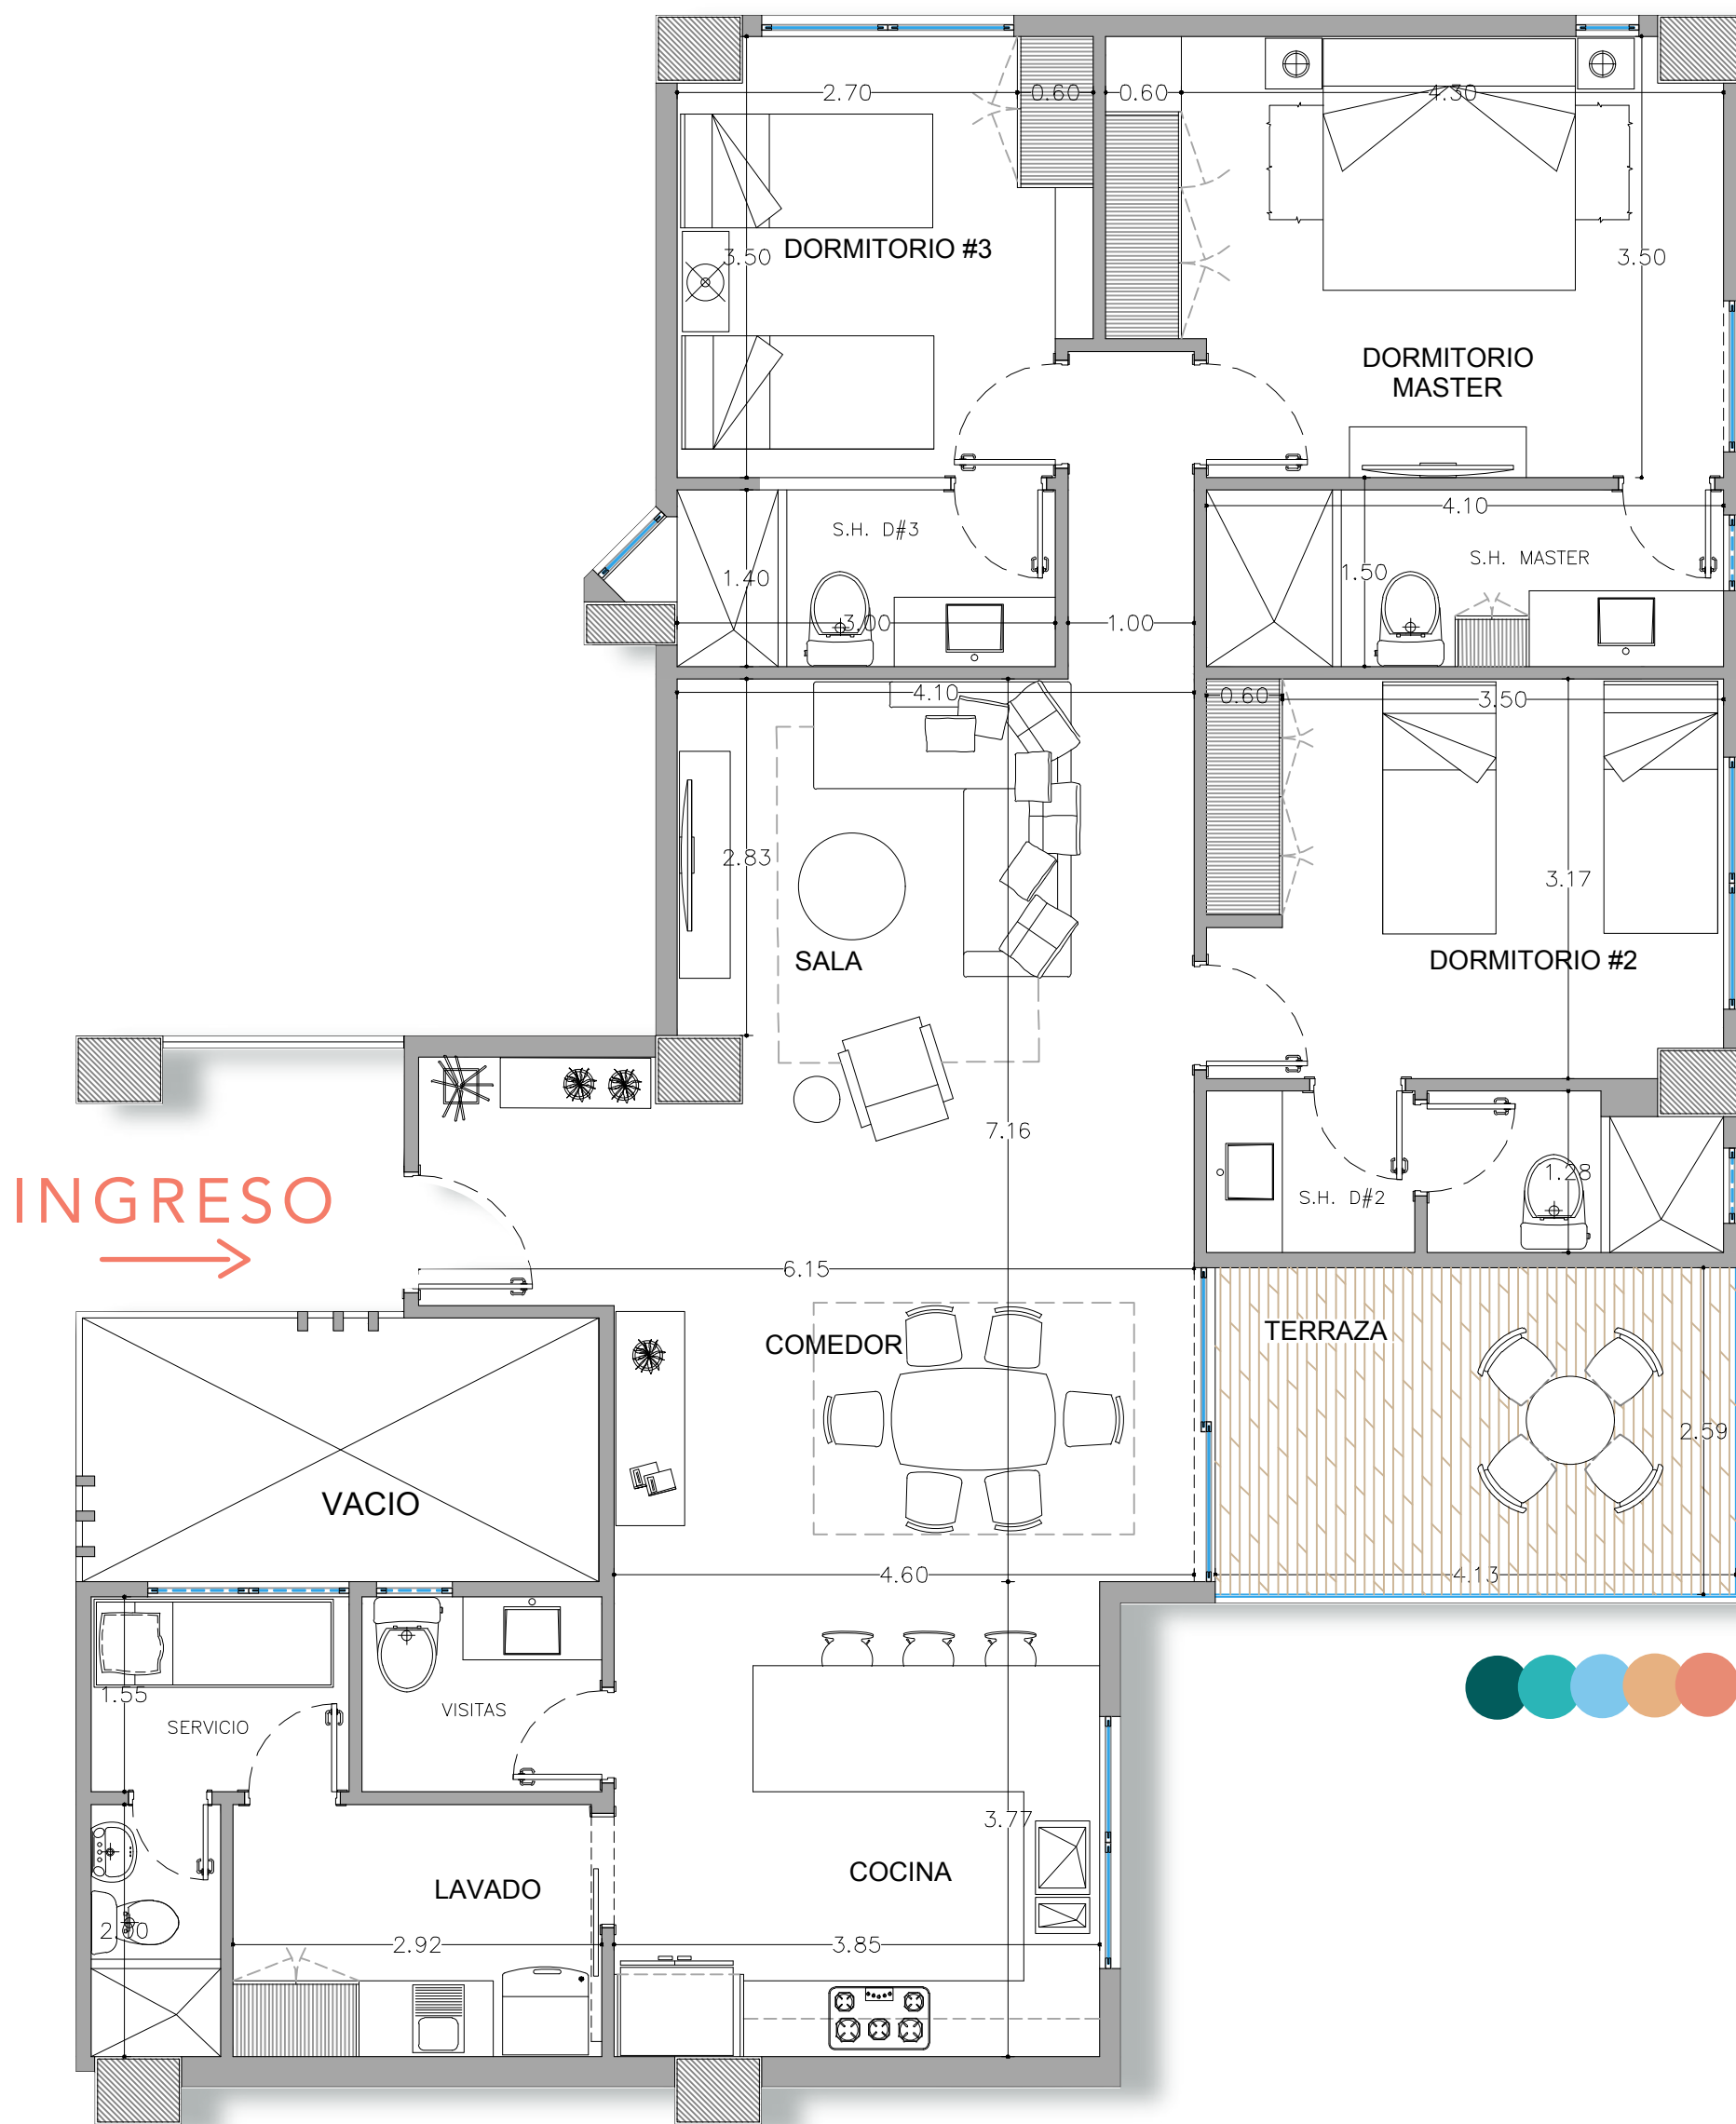 2.70
0.60
0.60
4.30
DORMITORIO #3
3.50
3.50
DORMITORIO
MASTER
4.10
S.H. D#3
S.H. MASTER
1.40
1.50
3.00
1.00
4.10
0.60
3.50
2.83
3.17
SALA
DORMITORIO #2
7.16
1.28
INGRESO
S.H. D#2
6.15
TERRAZA
COMEDOR
2.59
VACIO
4.60
4.13
1.55
VISITAS
SERVICIO
3.77
COCINA
LAVADO
2.00
2.92
3.85